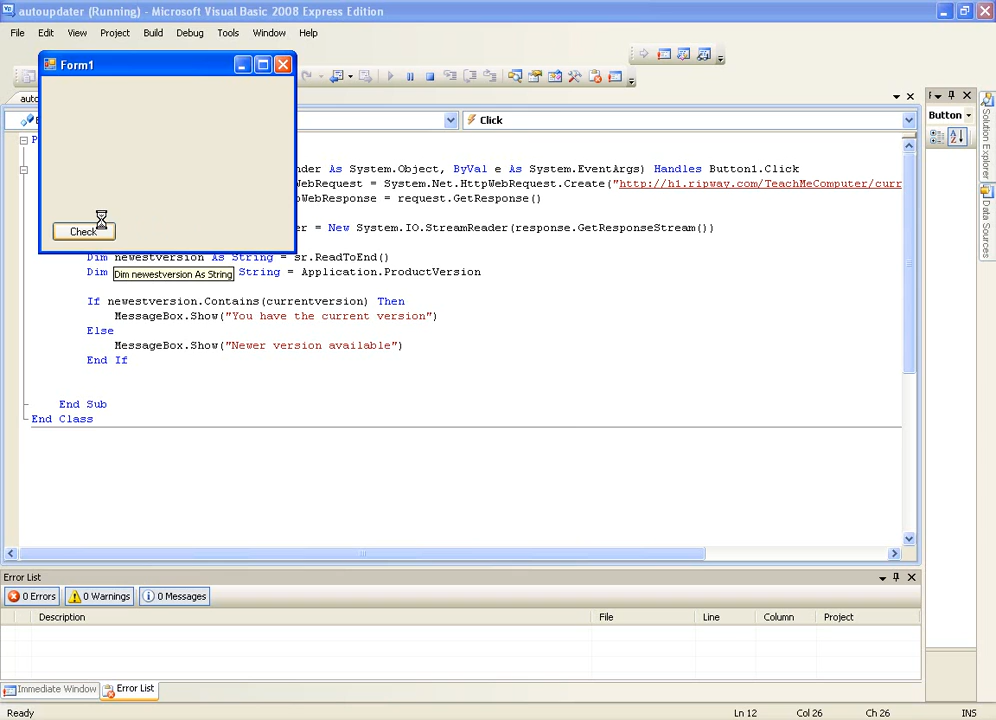 autoupdater (Running) - Microsoft Visual Basic 2008 Express Edition
File Edit View Project Build Debug Tools Window Help
Form1
Click
Button
Solution Explorer
Data Sources
nder As System.Object, ByVal e As System.EventArgs) Handles Button1.Click
WebRequest = System.Net.HttpWebRequest.Create("http://h1.ripway.com/TeachMeComputer/curr
WebResponse = request.GetResponse()
Check
er = New System.IO.StreamReader(response.GetResponseStream())
Dim newestversion As String = sr.ReadToEnd()
Dim String = Application.ProductVersion
Dim newestversion As String
If newestversion.Contains(currentversion) Then
MessageBox.Show("You have the current version")
Else
MessageBox.Show("Newer version available")
End If
End Sub
End Class
Error List
0 Errors 0 Warnings 0 Messages
Description File Line Column Project
Immediate Window Error List
Ready Ln 12 Col 26 Ch 26 INS